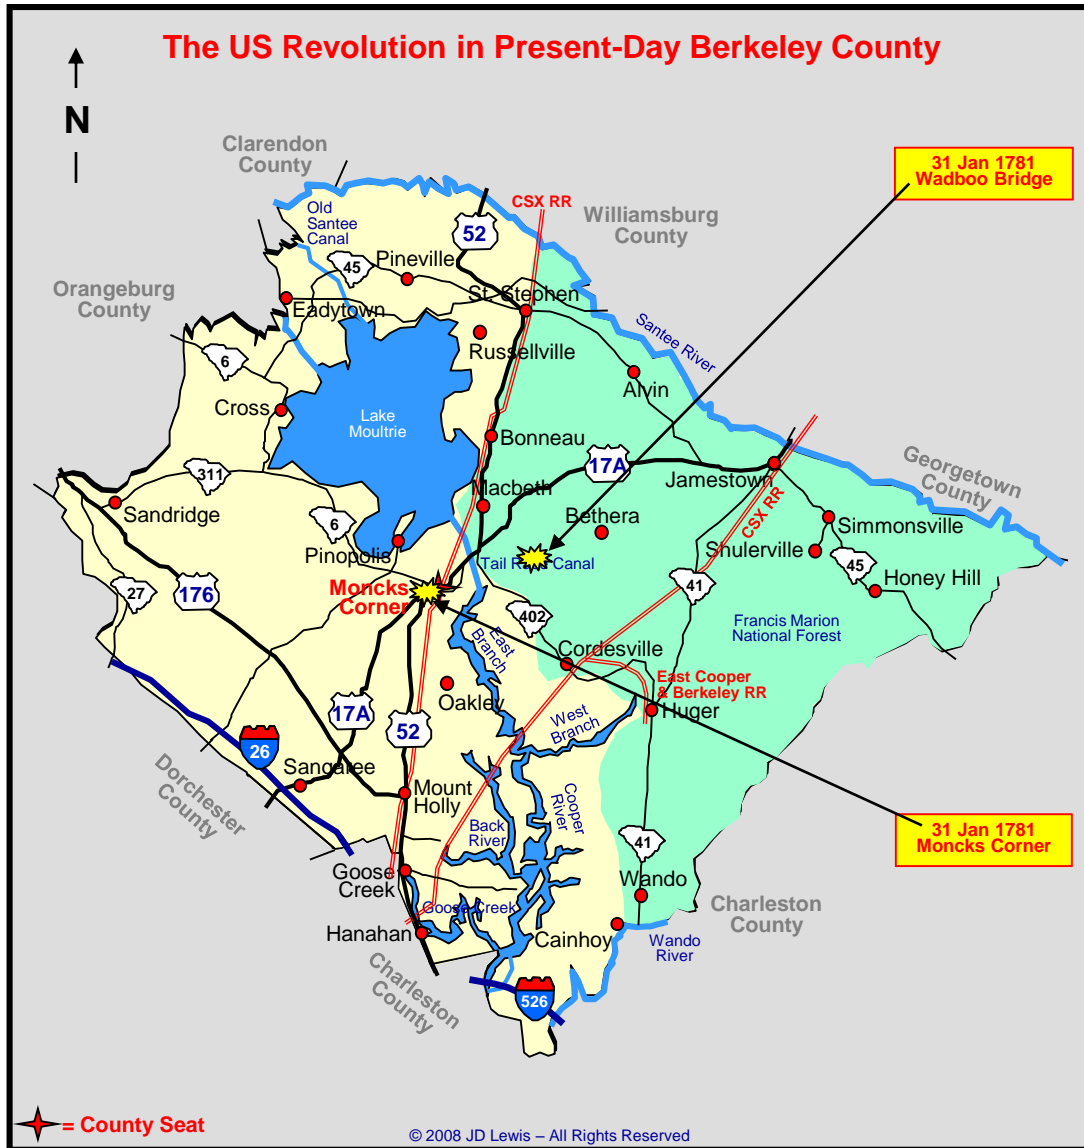 The US Revolution in Present-Day Berkeley County
N
Clarendon
County
31 Jan 1781
Wadboo Bridge
CSX RR
Old
Santee
Canal
Williamsburg
County
52
Pineville
45
Orangeburg
County
St. Stephen
Eadytown
Santee River
Russellville
6
Alvin
Cross
Lake
Moultrie
Bonneau
17A
Georgetown
County
311
Jamestown
Macbeth
CSX RR
Sandridge
6
Bethera
Simmonsville
Pinopolis
Shulerville
Tail Canal
45
Moncks
Corner
176
27
41
Honey Hill
402
Francis Marion
National Forest
East
Branch
Cordesville
East Cooper
& Berkeley RR
Oakley
Huger
17A
52
West
Branch
26
Sangaree
Dorchester
County
Mount
Holly
Cooper
River
Back
River
31 Jan 1781
Moncks Corner
41
Goose
Creek
Wando
Goose Creek
Charleston
County
Hanahan
Cainhoy
Wando
River
Charleston
County
526
= County Seat
© 2008 JD Lewis – All Rights Reserved